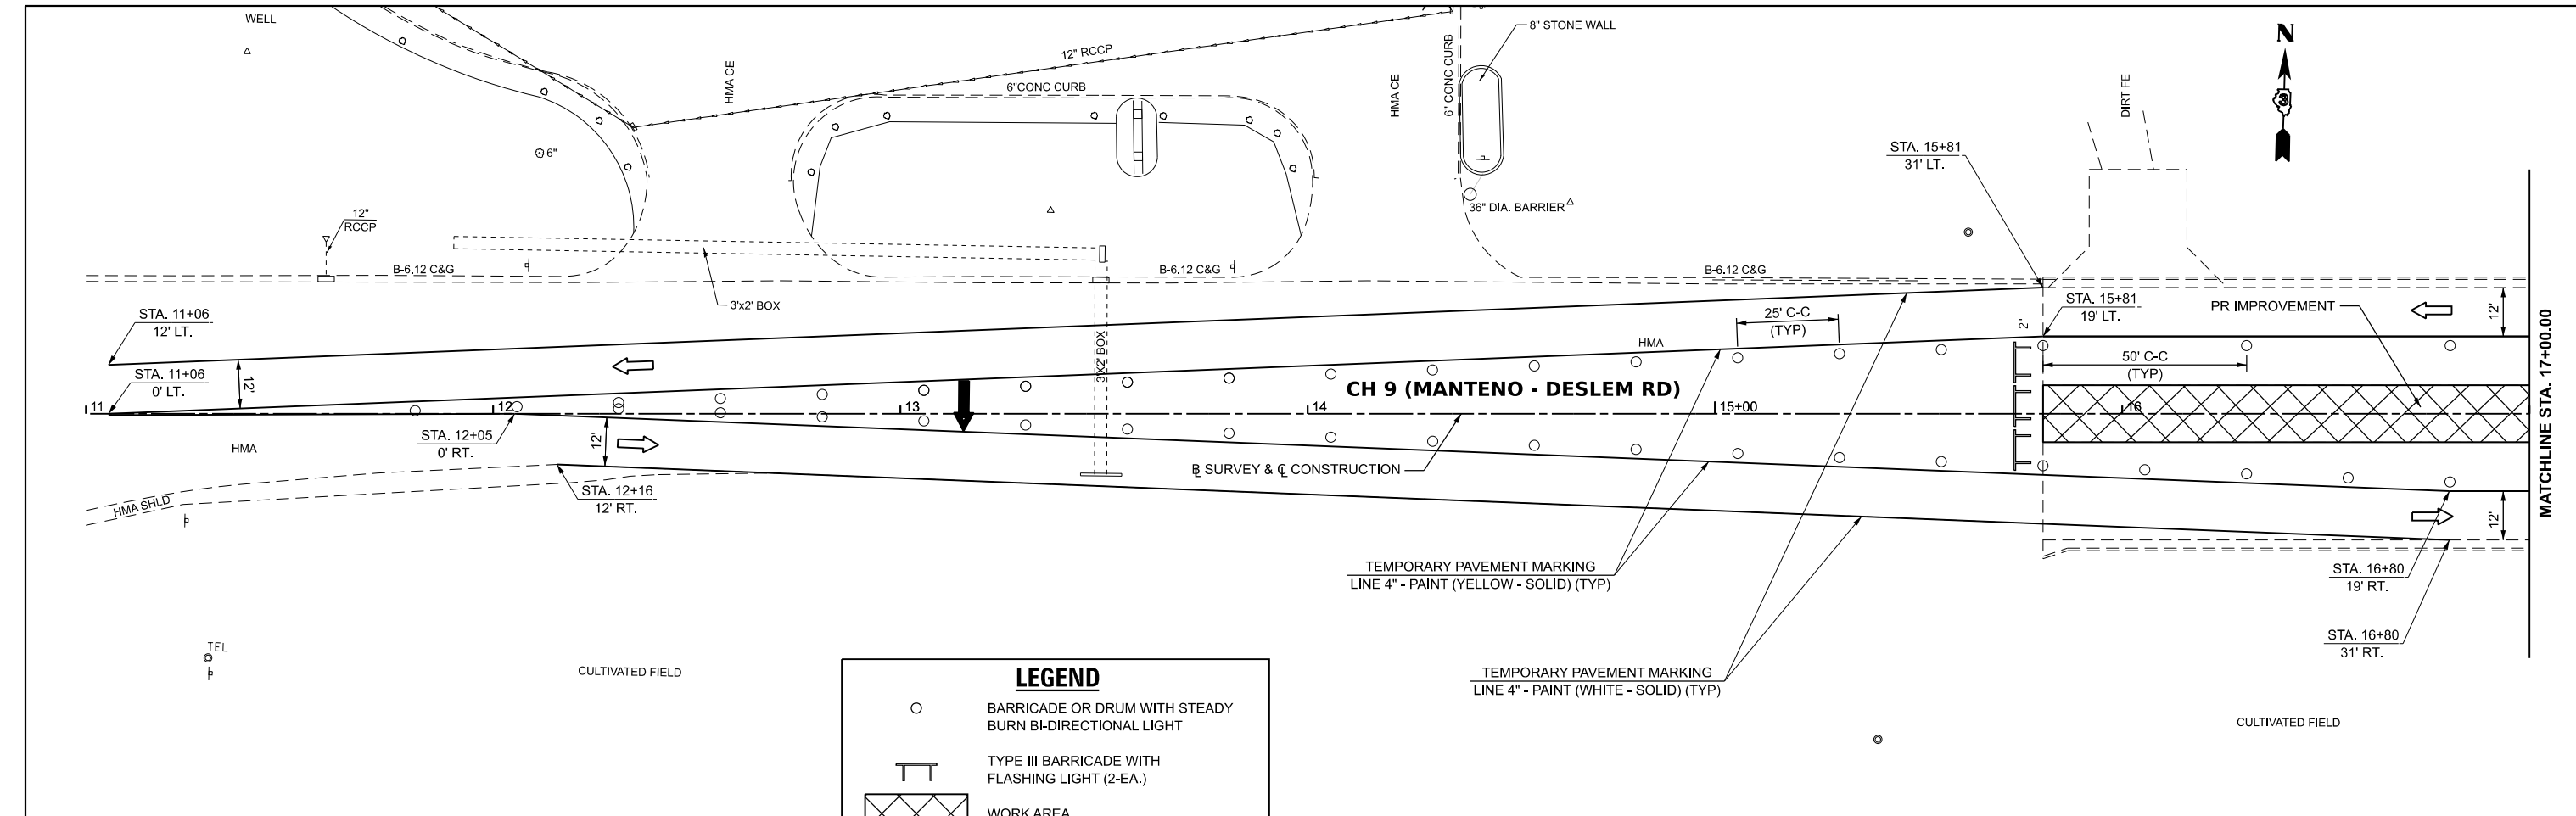 WELL
12" RCCP
HMA CE
6"CONC CURB
HMA CE
6" CONC CURB
8" STONE WALL
N
DIRT FE
6"
STA. 15+81
31' LT.
36" DIA. BARRIER
12"
RCCP
B-6.12 C&G
B-6.12 C&G
B-6.12 C&G
3'x2' BOX
STA. 11+06
12' LT.
STA. 15+81
19' LT.
PR IMPROVEMENT
12'
25' C-C
(TYP)
2"
HMA
3'X2' BOX
50' C-C
(TYP)
STA. 11+06
0' LT.
12'
CH 9 (MANTENO - DESLEM RD)
11
12
13
14
15+00
16
MATCHLINE STA. 17+00.00
STA. 12+05
0' RT.
12'
HMA
℄ SURVEY & ℄ CONSTRUCTION
STA. 12+16
12' RT.
HMA SHLD
12'
TEMPORARY PAVEMENT MARKING
LINE 4" - PAINT (YELLOW - SOLID) (TYP)
STA. 16+80
19' RT.
STA. 16+80
31' RT.
TEL
CULTIVATED FIELD
TEMPORARY PAVEMENT MARKING
LINE 4" - PAINT (WHITE - SOLID) (TYP)
CULTIVATED FIELD
LEGEND
BARRICADE OR DRUM WITH STEADY
BURN BI-DIRECTIONAL LIGHT
TYPE III BARRICADE WITH
FLASHING LIGHT (2-EA.)
WORK AREA